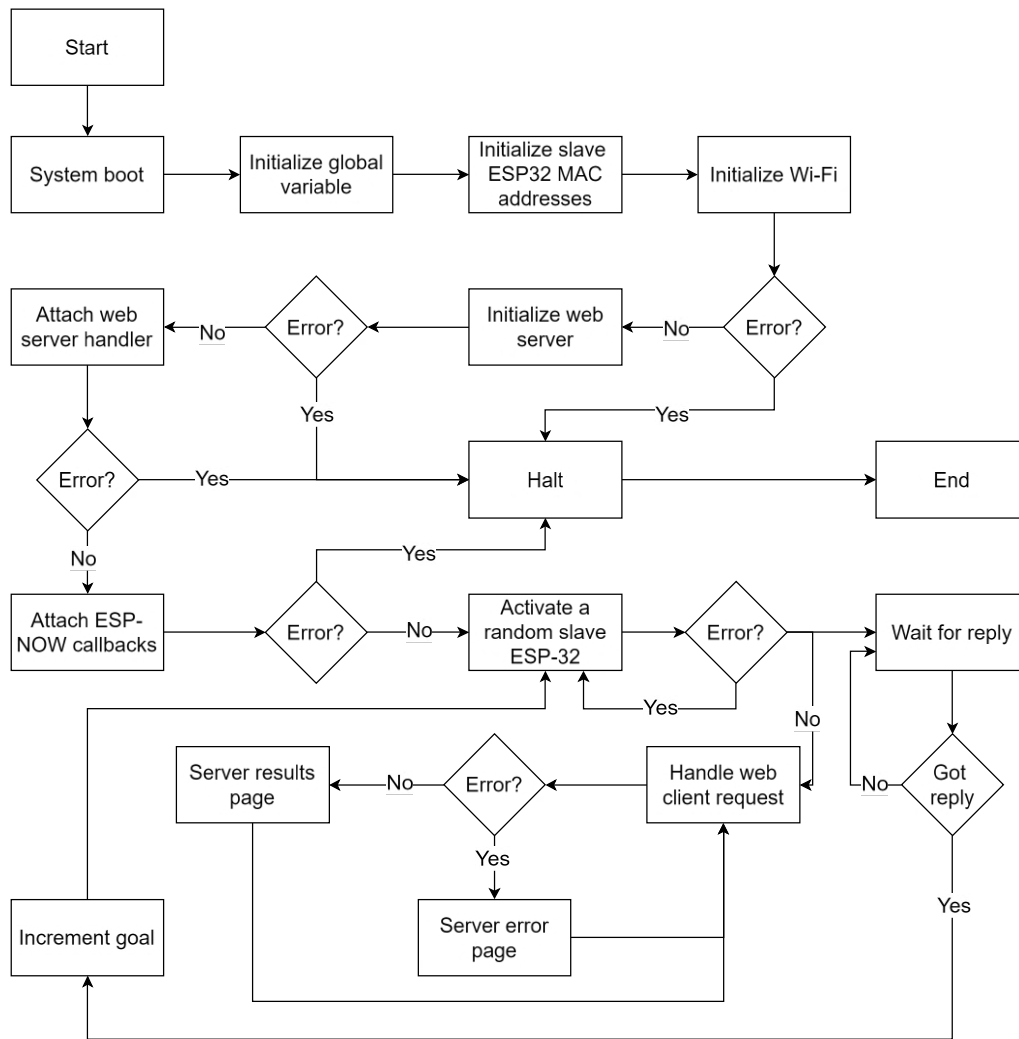 Start
System boot
Initialize global
variable
Initialize slave
ESP32 MAC
addresses
Initialize Wi-Fi
Attach web
server handler
No
Error?
Initialize web
server
No
Error?
Yes
Yes
Error?
Yes
Halt
End
No
Yes
Attach ESP-
NOW callbacks
Error?
No
Activate a
random slave
ESP-32
Error?
Wait for reply
Yes
No
Server results
page
No
Error?
Handle web
client request
No
Got
reply
Yes
Yes
Increment goal
Server error
page